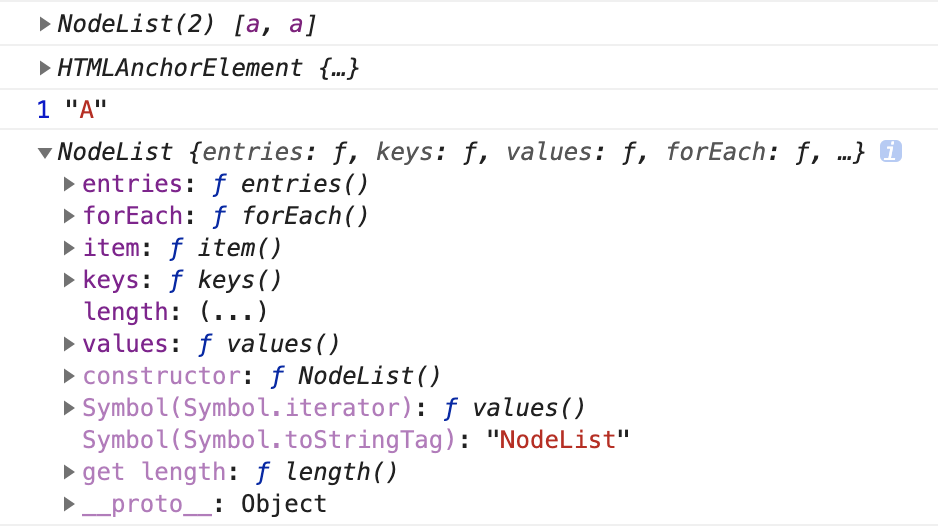 NodeList(2) [a, a]
HTMLAnchorElement {…}
1 "A"
NodeList {entries: ƒ, keys: ƒ, values: ƒ, forEach: ƒ, …} i
entries: ƒ entries()
forEach: ƒ forEach()
item: ƒ item()
keys: ƒ keys()
length: (...)
values: ƒ values()
constructor: ƒ NodeList()
Symbol(Symbol.iterator): ƒ values()
Symbol(Symbol.toStringTag): "NodeList"
get length: ƒ length()
__proto__: Object